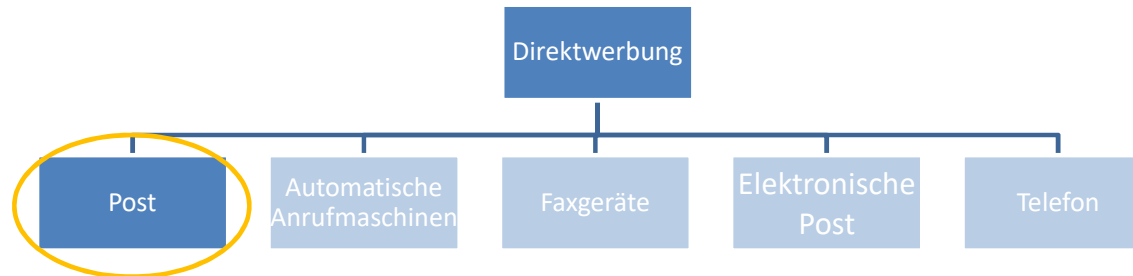 Direktwerbung
Post
Automatische
Anrufmaschinen
Faxgeräte
Elektronische
Post
Telefon